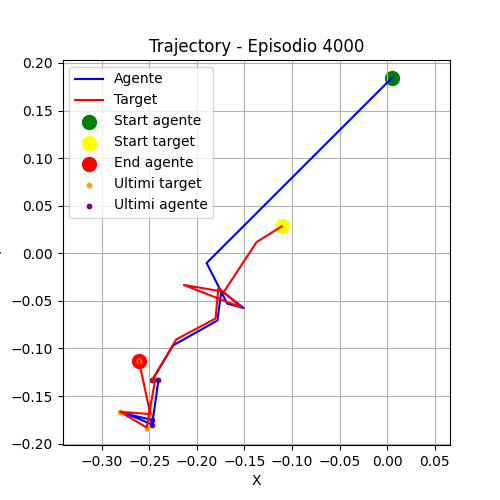 Trajectory - Episodio 4000
Agente
Target
Start agente
Start target
End agente
Ultimi target
Ultimi agente
0.20
0.15
0.10
0.05
0.00
−0.05
−0.10
−0.15
−0.20
−0.30 −0.25 −0.20 −0.15 −0.10 −0.05 0.00 0.05
X